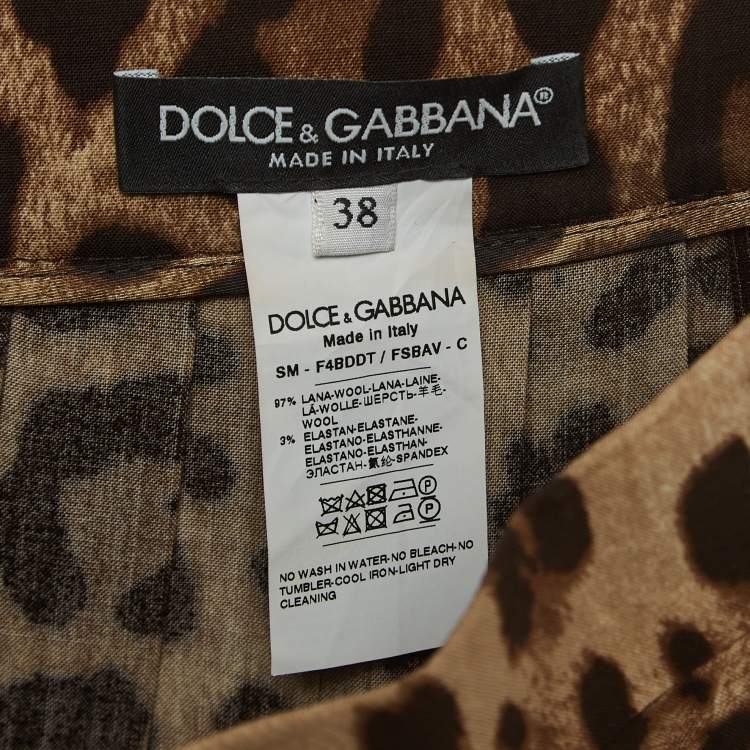 DOLCE & GABBANA®
MADE IN ITALY
38
DOLCE & GABBANA
Made in Italy
SM - F4BDDT / FSBAV - C
97% LANA-WOOL-LANA-LAINE-
LÁ-WOLLE-ШЕРСТЬ-羊毛-
WOOL
3% ELASTAN-ELASTANE-
ELASTANO-ELASTHANNE-
ELASTANO-ELASTHAN-
ЭЛАСТАН-氨纶-SPANDEX
NO WASH IN WATER-NO BLEACH-NO
TUMBLER-COOL IRON-LIGHT DRY
CLEANING